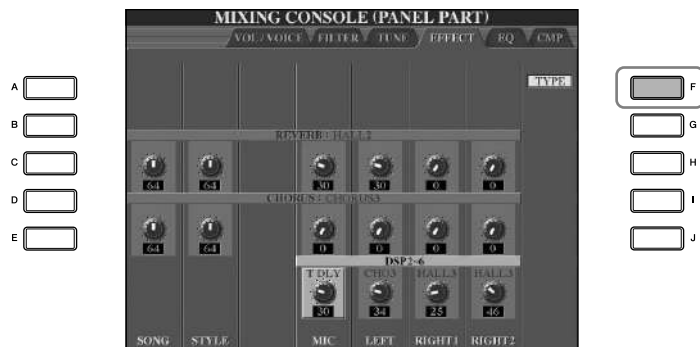 MIXING CONSOLE (PANEL PART)
VOL/VOICE FILTER TUNE EFFECT EQ CMP
A F
TYPE
B G
REVERB : HALL2
C H
64 64 30 30 0 0
D I
CHORUS : CHORUS3
E J
64 64 0 0 0 0
DSP2~6
T DLY CHO3 HALL3 HALL3
30 34 25 46
SONG STYLE MIC LEFT RIGHT1 RIGHT2